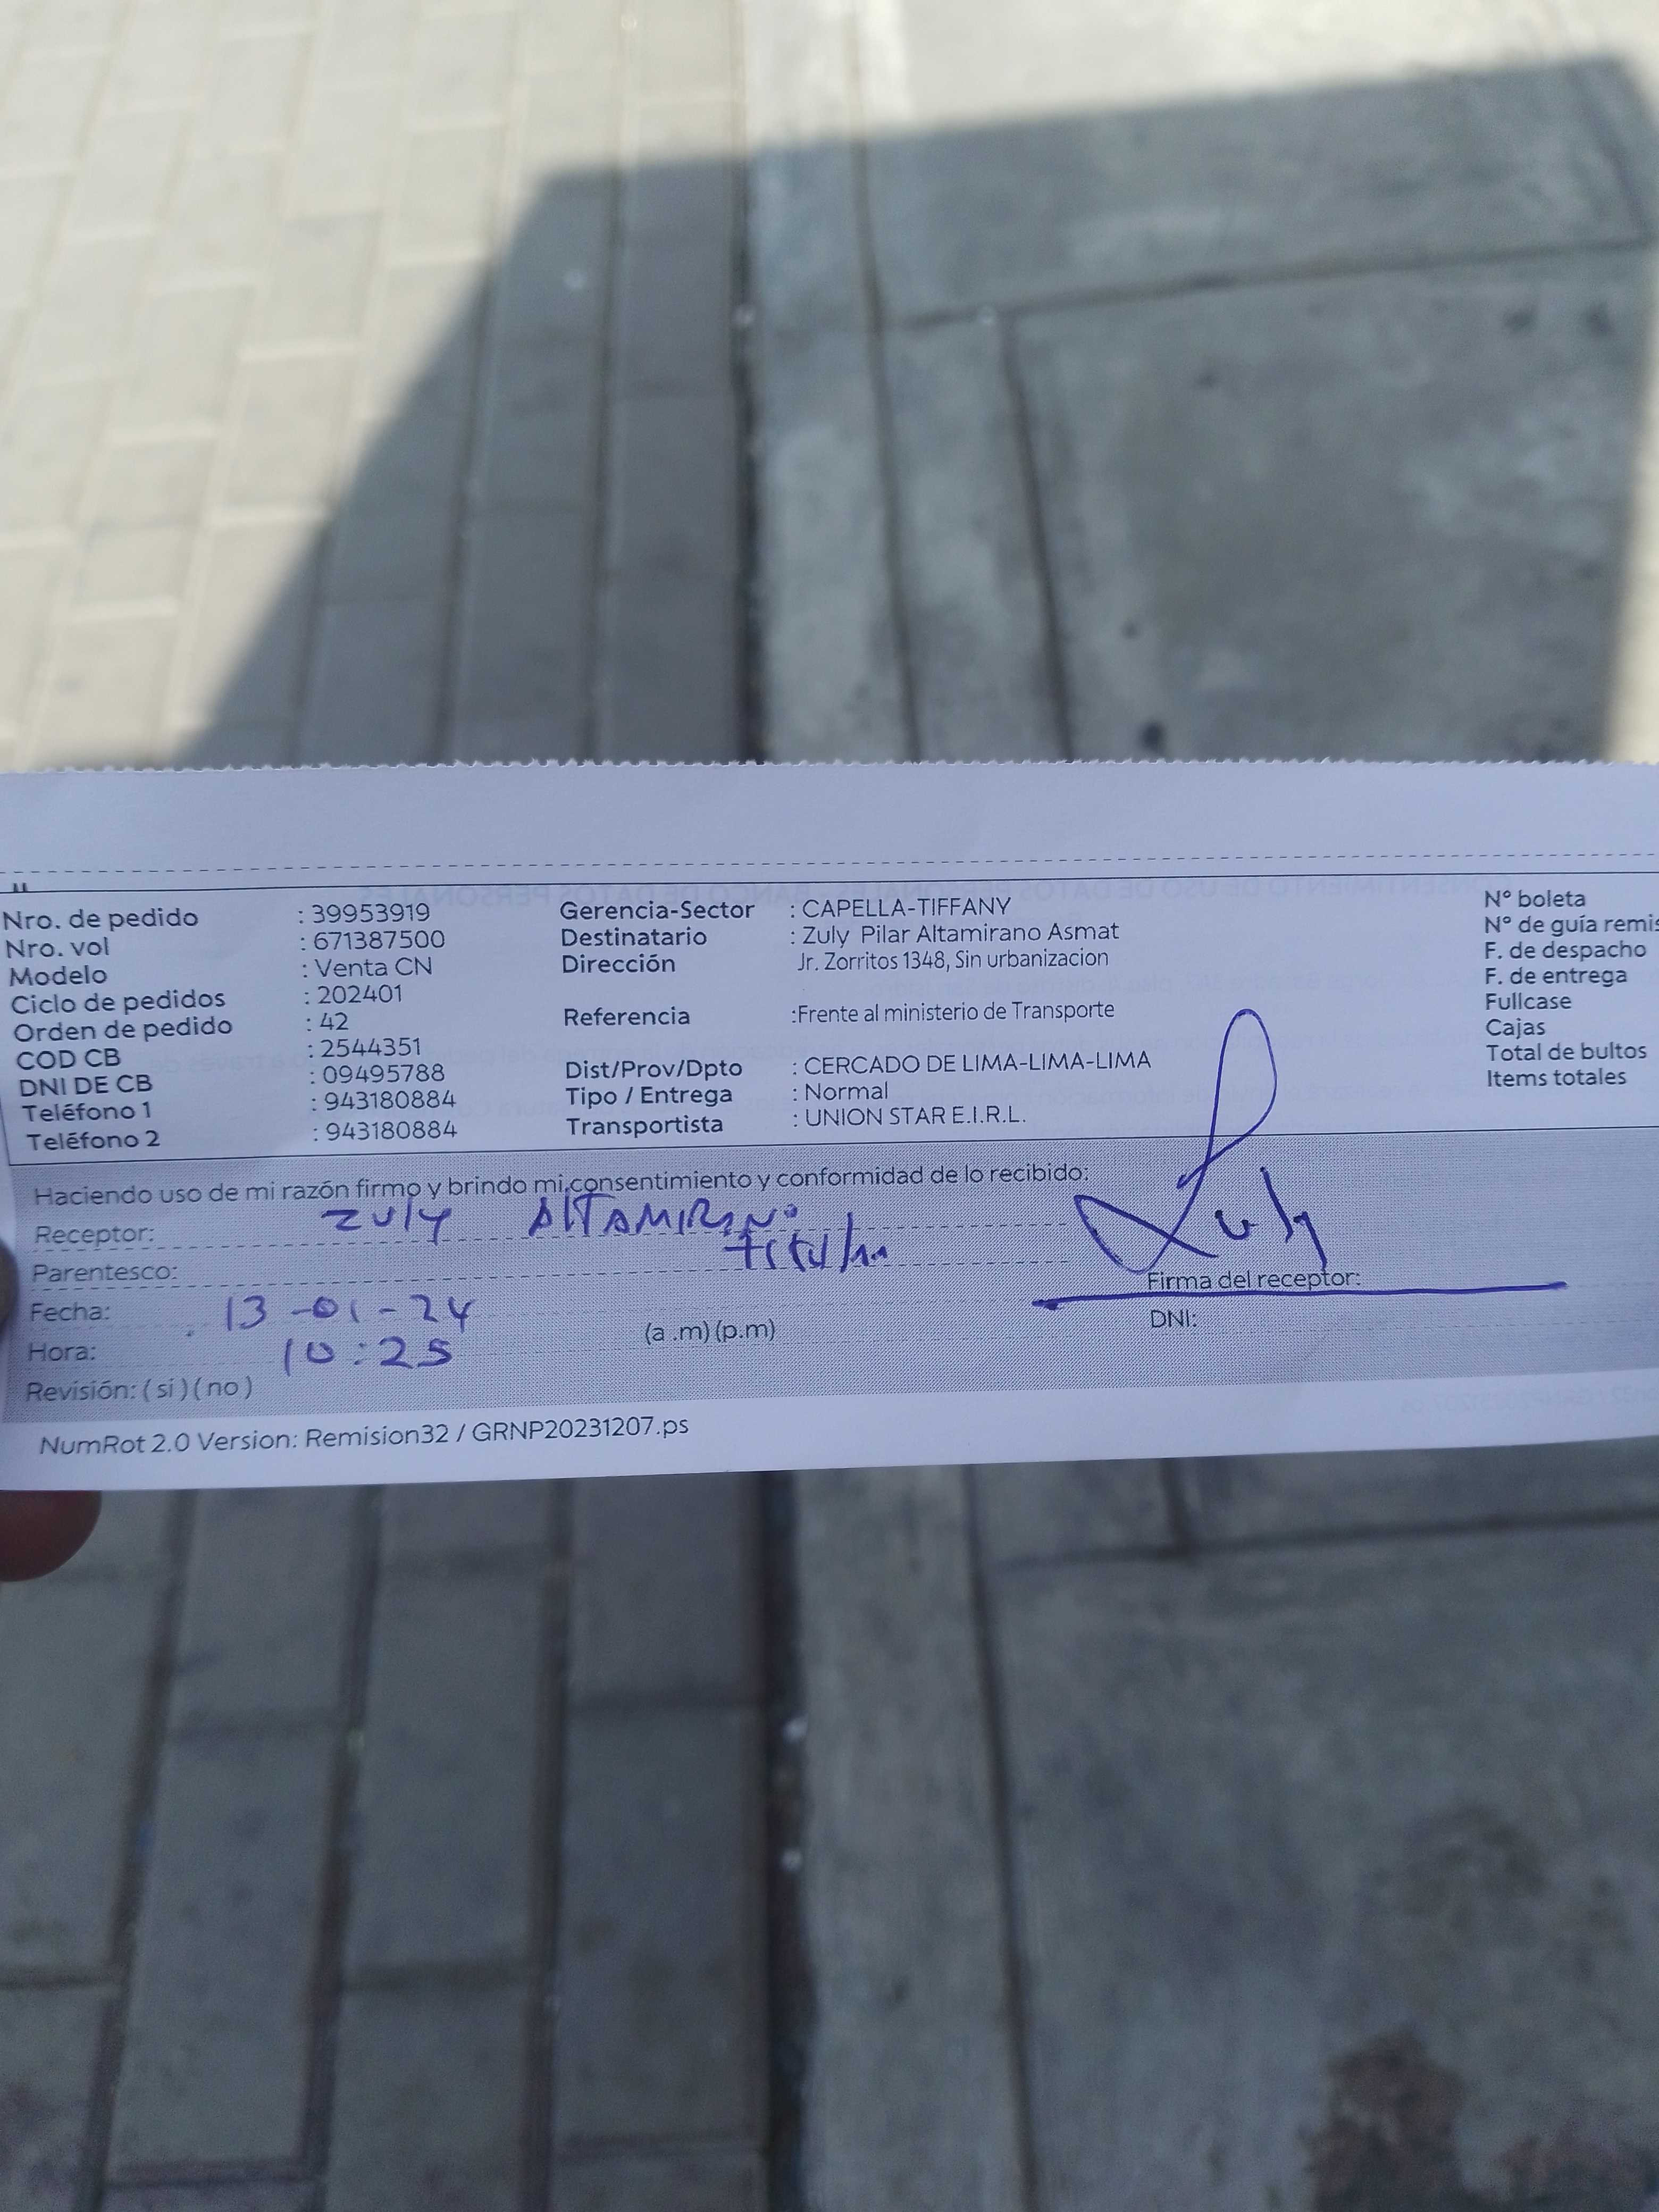 Nro. de pedido : 39953919
Nro. vol : 671387500
Modelo : Venta CN
Ciclo de pedidos : 202401
Orden de pedido : 42
COD CB : 2544351
DNI DE CB : 09495788
Teléfono 1 : 943180884
Teléfono 2 : 943180884
Gerencia-Sector : CAPELLA-TIFFANY
Destinatario : Zuly Pilar Altamirano Asmat
Dirección Jr. Zorritos 1348, Sin urbanizacion
Referencia :Frente al ministerio de Transporte
Dist/Prov/Dpto : CERCADO DE LIMA-LIMA-LIMA
Tipo / Entrega : Normal
Transportista : UNION STAR E.I.R.L.
N° boleta
N° de guía remis
F. de despacho
F. de entrega
Fullcase
Cajas
Total de bultos
Items totales
Haciendo uso de mi razón firmo y brindo mi consentimiento y conformidad de lo recibido:
Receptor: Zuly ALTAMIRANO
Parentesco:
Fecha: 13-01-24
Hora: 10:25 (a .m) (p.m)
Revisión: ( si ) ( no )
Zuly
Firma del receptor:
DNI:
NumRot 2.0 Version: Remision32 / GRNP20231207.ps